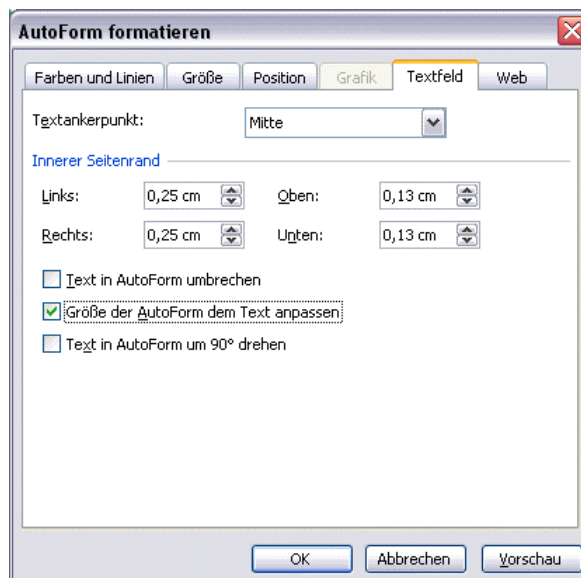 AutoForm formatieren
Farben und Linien Größe Position Grafik Textfeld Web
Textankerpunkt: Mitte
Innerer Seitenrand
Links: 0,25 cm Oben: 0,13 cm
Rechts: 0,25 cm Unten: 0,13 cm
Text in AutoForm umbrechen
Größe der AutoForm dem Text anpassen
Text in AutoForm um 90° drehen
OK Abbrechen Vorschau